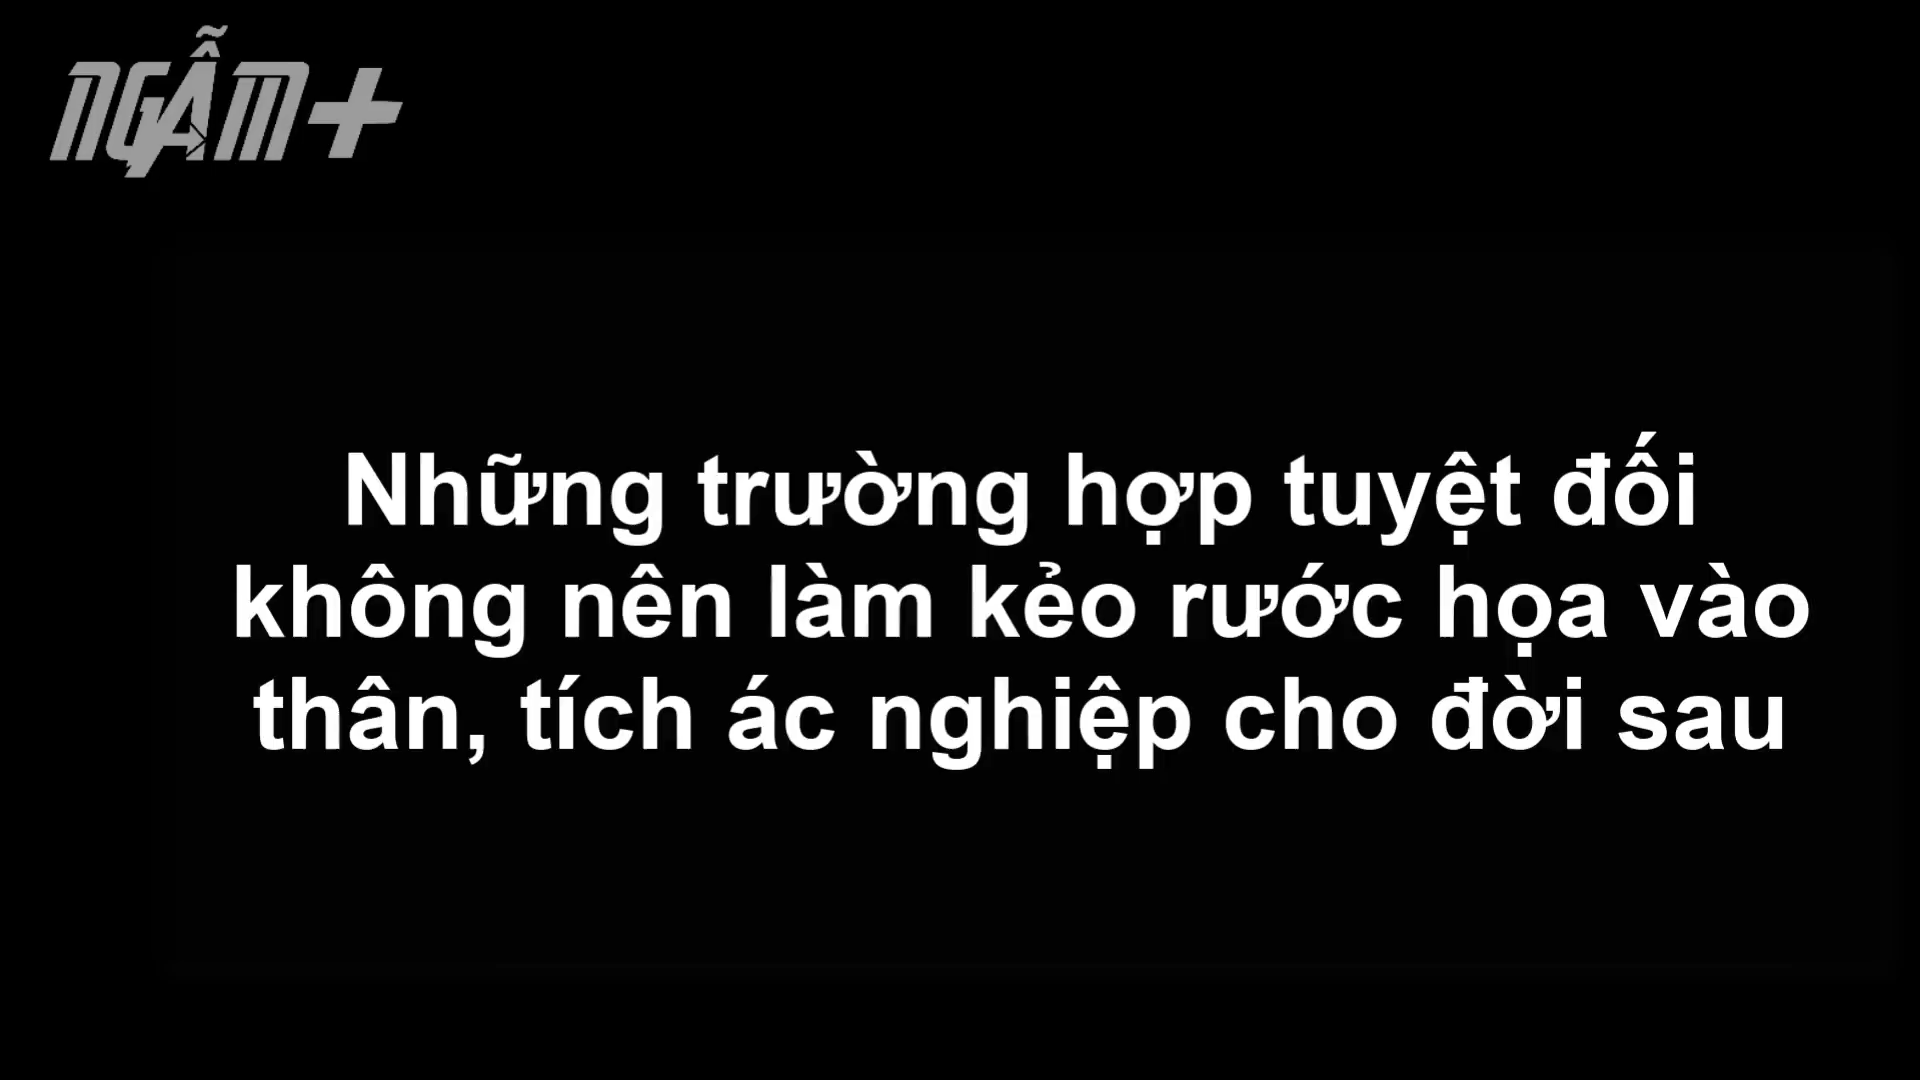 NGẪM+
Những trường hợp tuyệt đối
không nên làm kẻo rước họa vào
thân, tích ác nghiệp cho đời sau